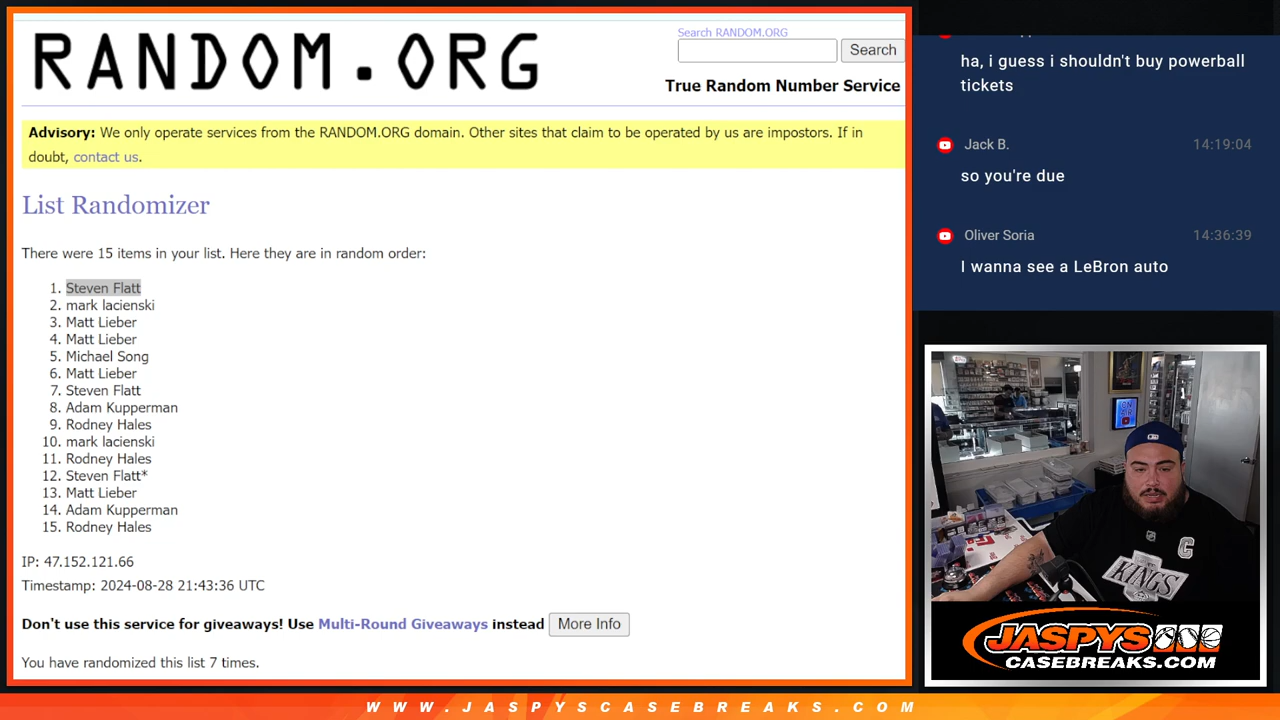 RANDOM.ORG
Search RANDOM.ORG
Search
True Random Number Service
Advisory: We only operate services from the RANDOM.ORG domain. Other sites that claim to be operated by us are impostors. If in
doubt, contact us.
List Randomizer
There were 15 items in your list. Here they are in random order:
1. Steven Flatt
2. mark lacienski
3. Matt Lieber
4. Matt Lieber
5. Michael Song
6. Matt Lieber
7. Steven Flatt
8. Adam Kupperman
9. Rodney Hales
10. mark lacienski
11. Rodney Hales
12. Steven Flatt*
13. Matt Lieber
14. Adam Kupperman
15. Rodney Hales
IP: 47.152.121.66
Timestamp: 2024-08-28 21:43:36 UTC
Don't use this service for giveaways! Use Multi-Round Giveaways instead More Info
You have randomized this list 7 times.
ha, i guess i shouldn't buy powerball
tickets
Jack B. 14:19:04
so you're due
Oliver Soria 14:36:39
I wanna see a LeBron auto
ON
AIR
C
KINGS
JASPYS
CASEBREAKS.COM
WWW.JASPYSCASEBREAKS.COM